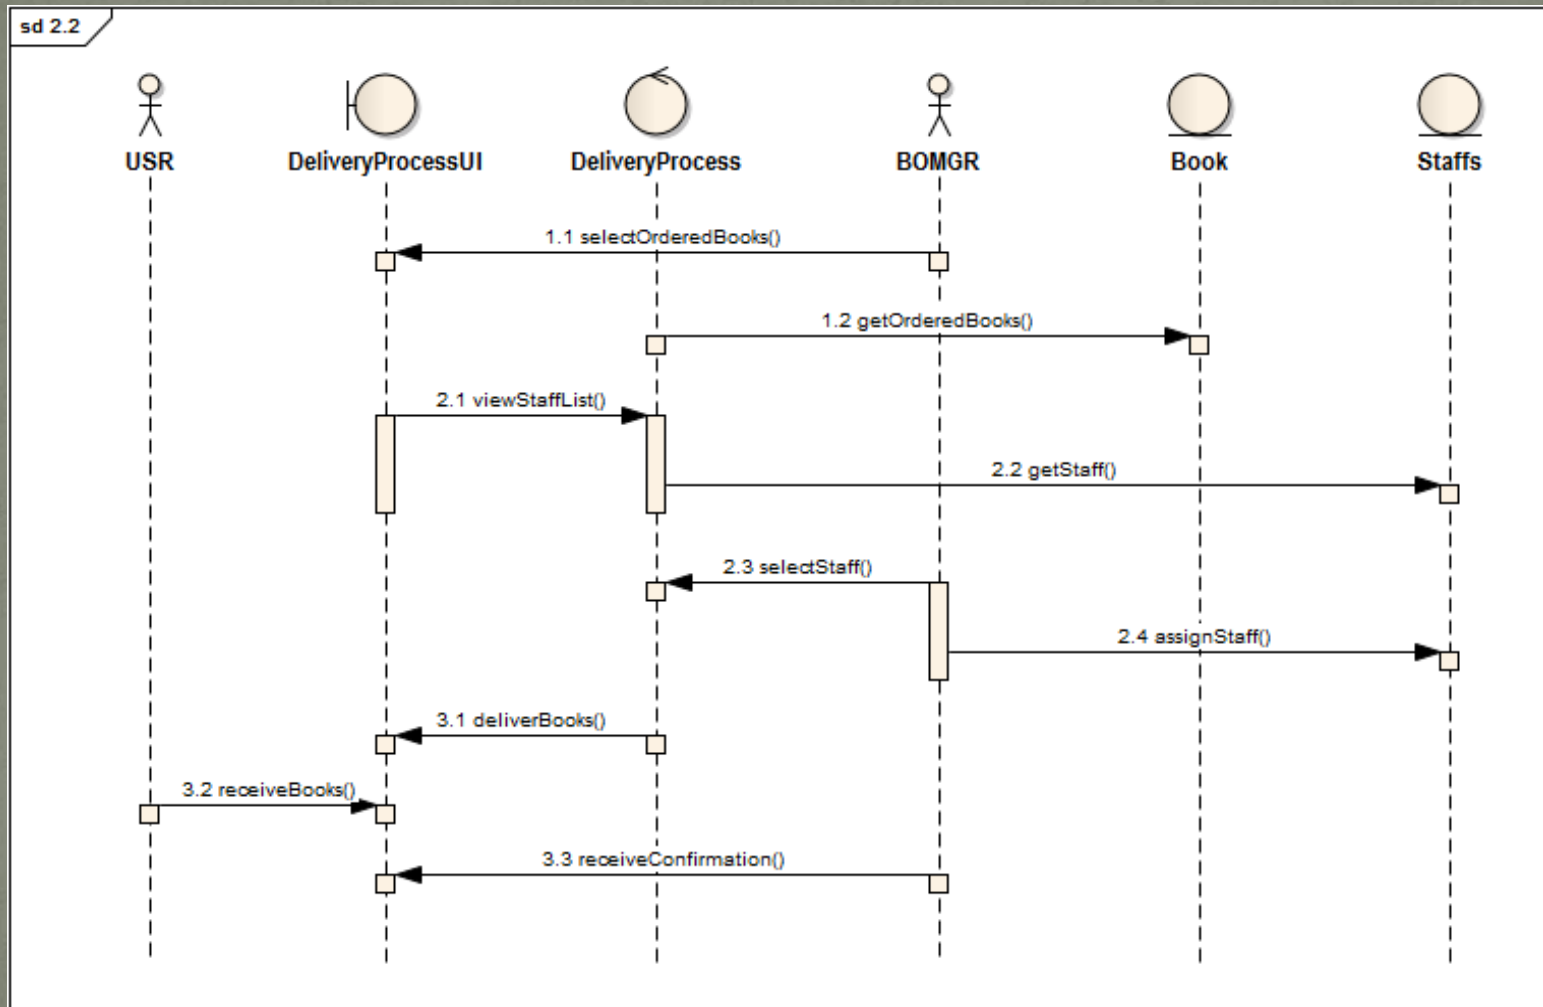 sd 2.2
USR
DeliveryProcessUI
DeliveryProcess
BOMGR
Book
Staffs
1.1 selectOrderedBooks()
1.2 getOrderedBooks()
2.1 viewStaffList()
2.2 getStaff()
2.3 selectStaff()
2.4 assignStaff()
3.1 deliverBooks()
3.2 receiveBooks()
3.3 receiveConfirmation()